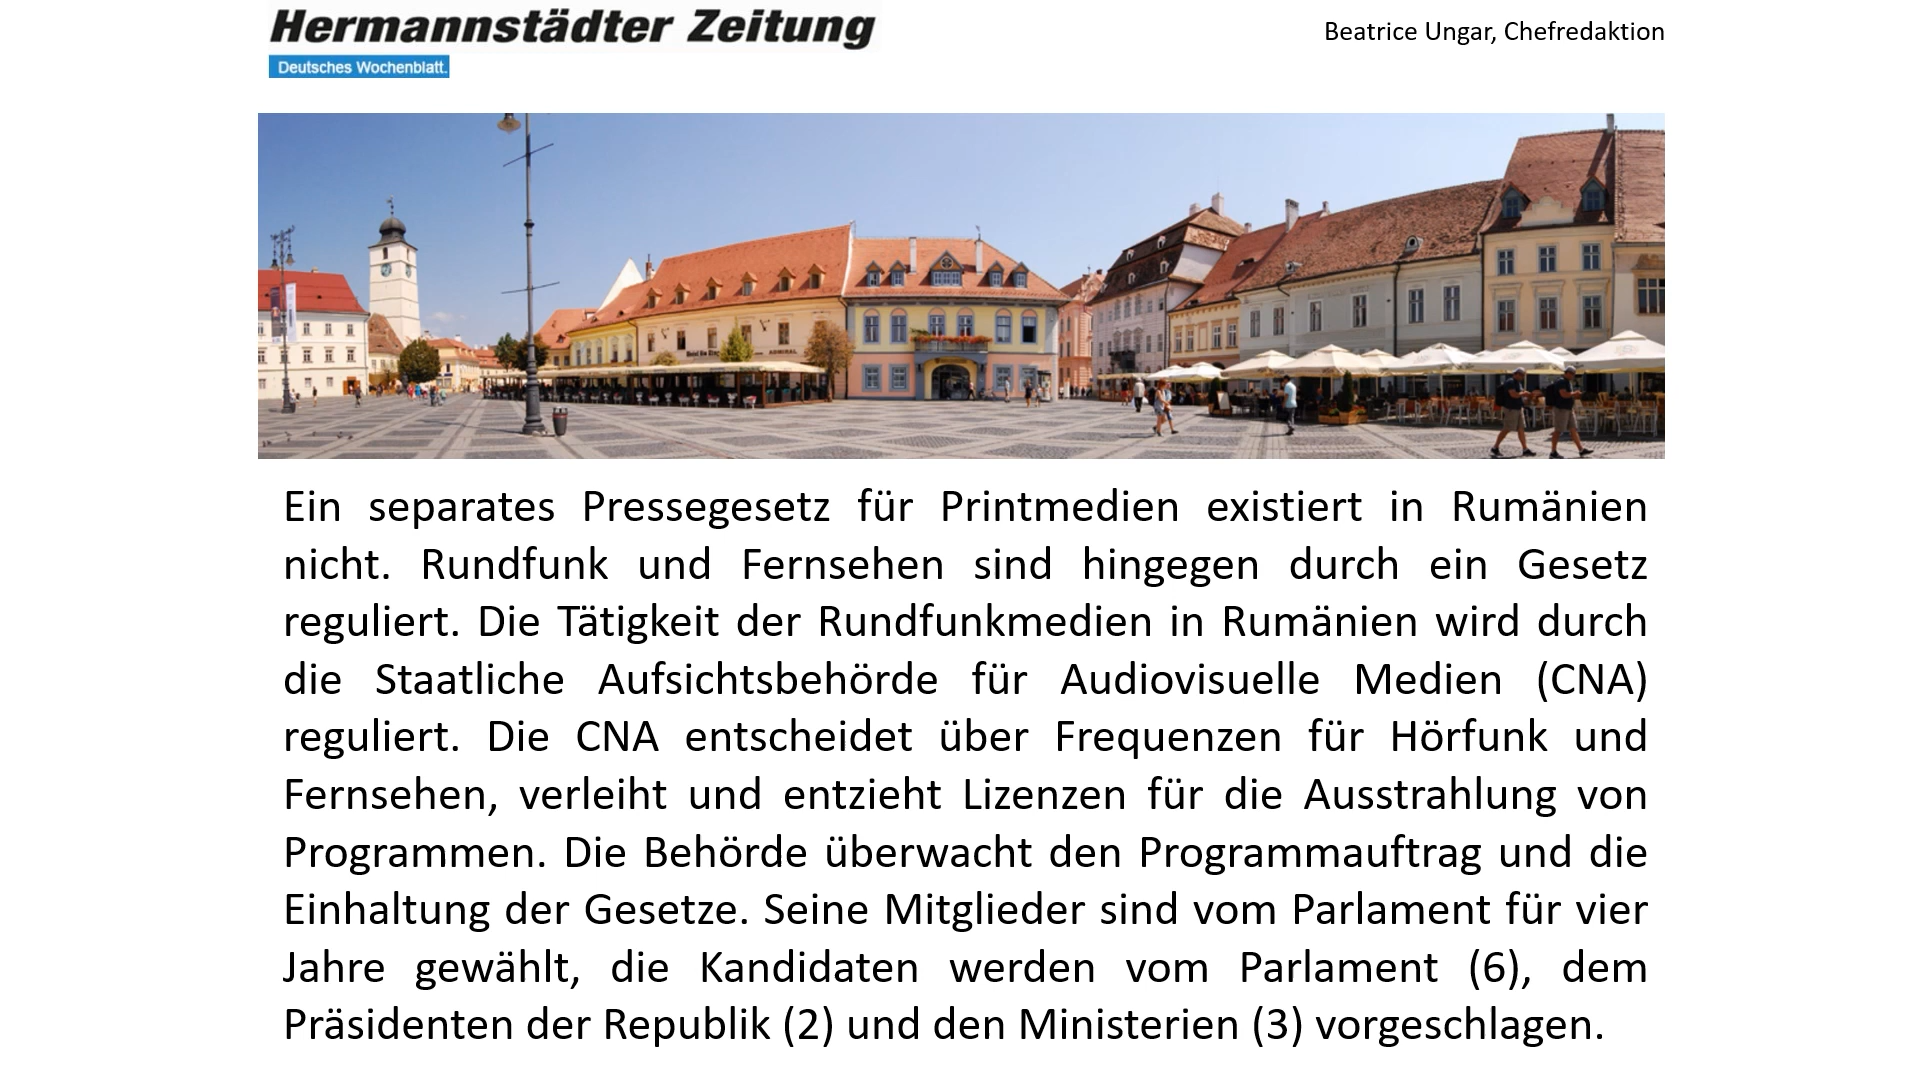 Hermannstädter Zeitung
Deutsches Wochenblatt.
Beatrice Ungar, Chefredaktion
ADMIRAL
Ein separates Pressegesetz für Printmedien existiert in Rumänien
nicht. Rundfunk und Fernsehen sind hingegen durch ein Gesetz
reguliert. Die Tätigkeit der Rundfunkmedien in Rumänien wird durch
die Staatliche Aufsichtsbehörde für Audiovisuelle Medien (CNA)
reguliert. Die CNA entscheidet über Frequenzen für Hörfunk und
Fernsehen, verleiht und entzieht Lizenzen für die Ausstrahlung von
Programmen. Die Behörde überwacht den Programmauftrag und die
Einhaltung der Gesetze. Seine Mitglieder sind vom Parlament für vier
Jahre gewählt, die Kandidaten werden vom Parlament (6), dem
Präsidenten der Republik (2) und den Ministerien (3) vorgeschlagen.